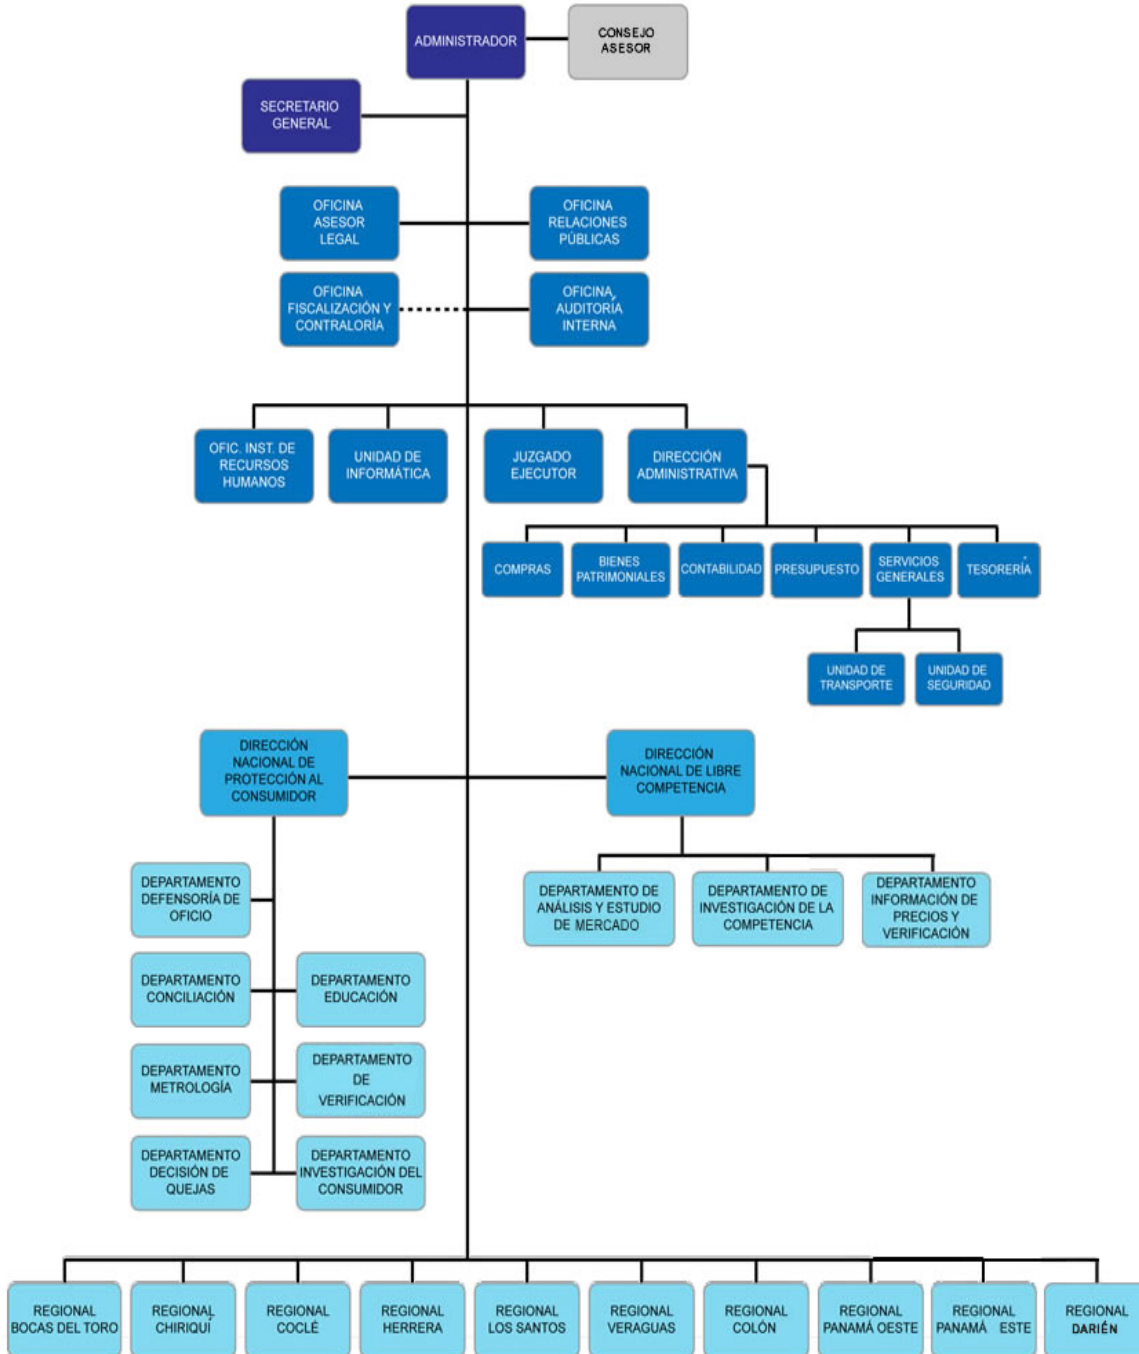 ADMINISTRADOR
CONSEJO
ASESOR
SECRETARIO
GENERAL
OFICINA
ASESOR
LEGAL
OFICINA
RELACIONES
PÚBLICAS
OFICINA
FISCALIZACIÓN Y
CONTRALORÍA
OFICINA
AUDITORÍA
INTERNA
OFIC. INST. DE
RECURSOS
HUMANOS
UNIDAD DE
INFORMÁTICA
JUZGADO
EJECUTOR
DIRECCIÓN
ADMINISTRATIVA
COMPRAS
BIENES
PATRIMONIALES
CONTABILIDAD
PRESUPUESTO
SERVICIOS
GENERALES
TESORERÍA
UNIDAD DE
TRANSPORTE
UNIDAD DE
SEGURIDAD
DIRECCIÓN
NACIONAL DE
PROTECCIÓN AL
CONSUMIDOR
DIRECCIÓN
NACIONAL DE LIBRE
COMPETENCIA
DEPARTAMENTO
DEFENSORÍA DE
OFICIO
DEPARTAMENTO DE
ANÁLISIS Y ESTUDIO
DE MERCADO
DEPARTAMENTO DE
INVESTIGACIÓN DE LA
COMPETENCIA
DEPARTAMENTO
INFORMACIÓN DE
PRECIOS Y
VERIFICACIÓN
DEPARTAMENTO
CONCILIACIÓN
DEPARTAMENTO
EDUCACIÓN
DEPARTAMENTO
METROLOGÍA
DEPARTAMENTO
DE
VERIFICACIÓN
DEPARTAMENTO
DECISIÓN DE
QUEJAS
DEPARTAMENTO
INVESTIGACIÓN DEL
CONSUMIDOR
REGIONAL
BOCAS DEL TORO
REGIONAL
CHIRIQUÍ
REGIONAL
COCLÉ
REGIONAL
HERRERA
REGIONAL
LOS SANTOS
REGIONAL
VERAGUAS
REGIONAL
COLÓN
REGIONAL
PANAMÁ OESTE
REGIONAL
PANAMÁ ESTE
REGIONAL
DARIÉN